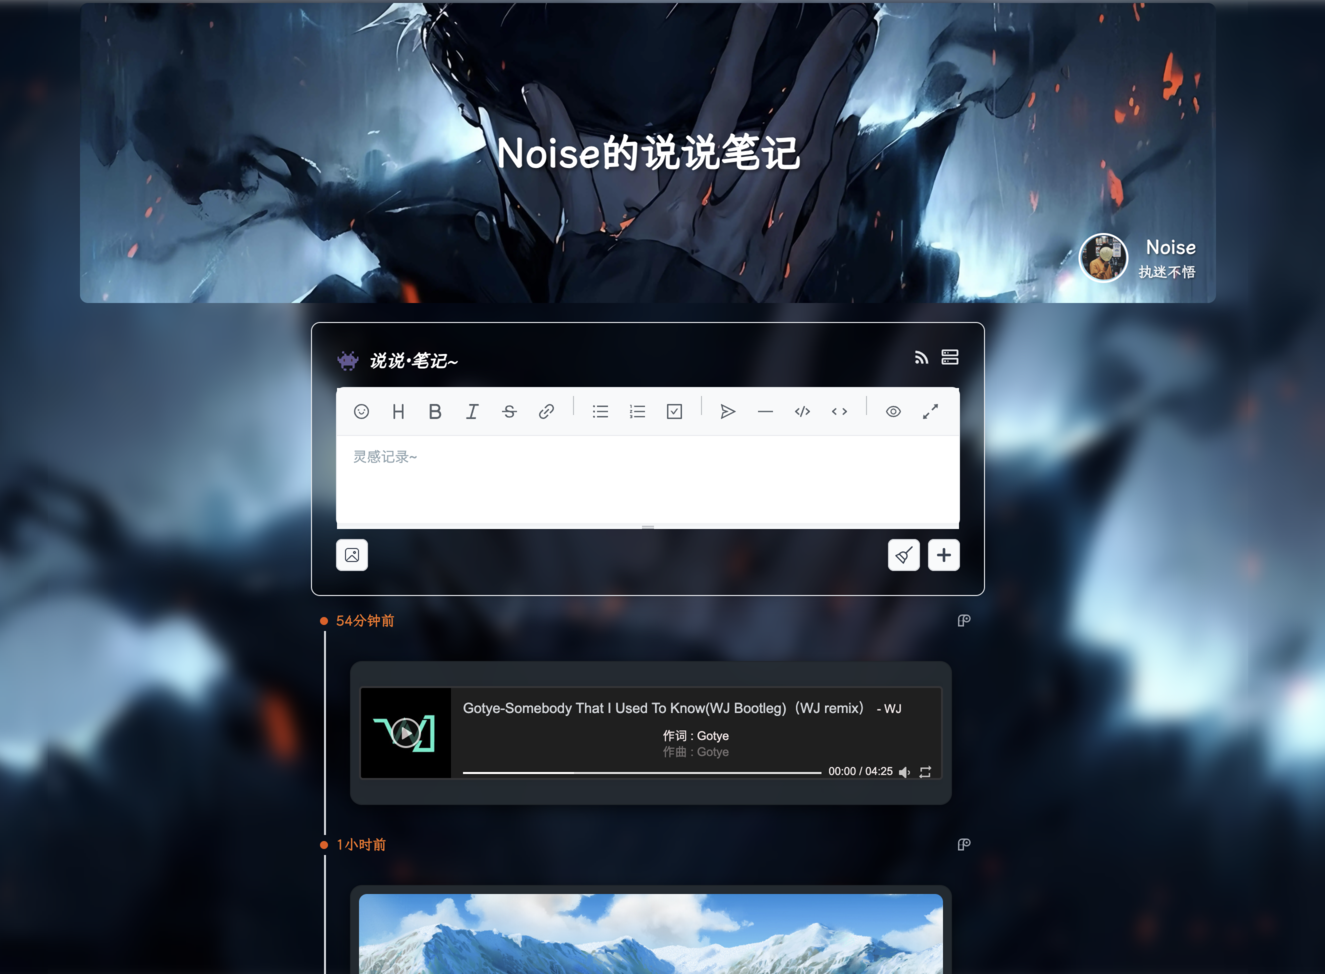 Noise的说说笔记
Noise
执迷不悟
说说•笔记~
灵感记录~
54分钟前
Gotye-Somebody That I Used To Know(WJ Bootleg)（WJ remix） - WJ
作词 : Gotye
作曲 : Gotye
00:00 / 04:25
1小时前